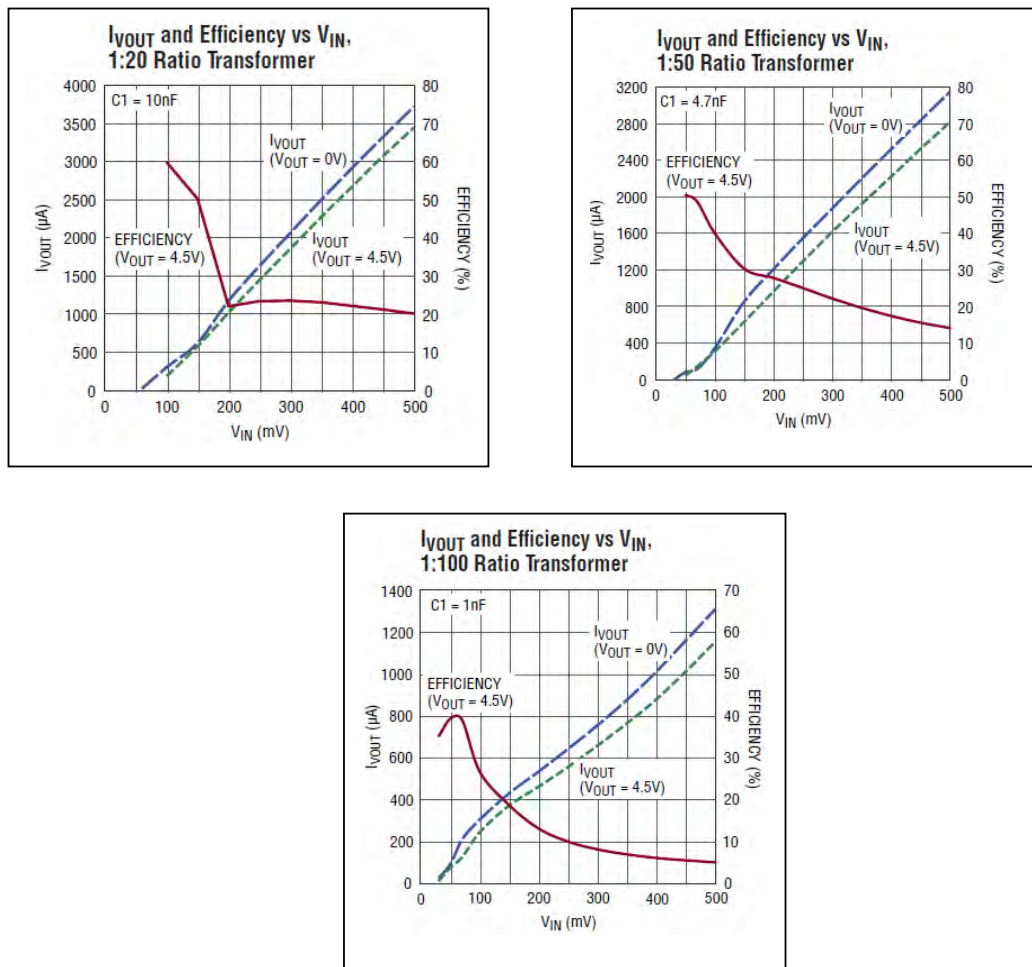 IVOUT and Efficiency vs VIN,
1:20 Ratio Transformer
4000
3500
3000
2500
2000
1500
1000
500
0
80
70
60
50
40
30
20
10
0
C1 = 10nF
IVOUT
(VOUT = 0V)
EFFICIENCY
(VOUT = 4.5V)
IVOUT
(VOUT = 4.5V)
IVOUT (µA)
EFFICIENCY (%)
0 100 200 300 400 500
VIN (mV)
IVOUT and Efficiency vs VIN,
1:50 Ratio Transformer
3200
2800
2400
2000
1600
1200
800
400
0
80
70
60
50
40
30
20
10
0
C1 = 4.7nF
IVOUT
(VOUT = 0V)
EFFICIENCY
(VOUT = 4.5V)
IVOUT
(VOUT = 4.5V)
IVOUT (µA)
EFFICIENCY (%)
0 100 200 300 400 500
VIN (mV)
IVOUT and Efficiency vs VIN,
1:100 Ratio Transformer
1400
1200
1000
800
600
400
200
0
70
60
50
40
30
20
10
0
C1 = 1nF
IVOUT
(VOUT = 0V)
EFFICIENCY
(VOUT = 4.5V)
IVOUT
(VOUT = 4.5V)
IVOUT (µA)
EFFICIENCY (%)
0 100 200 300 400 500
VIN (mV)